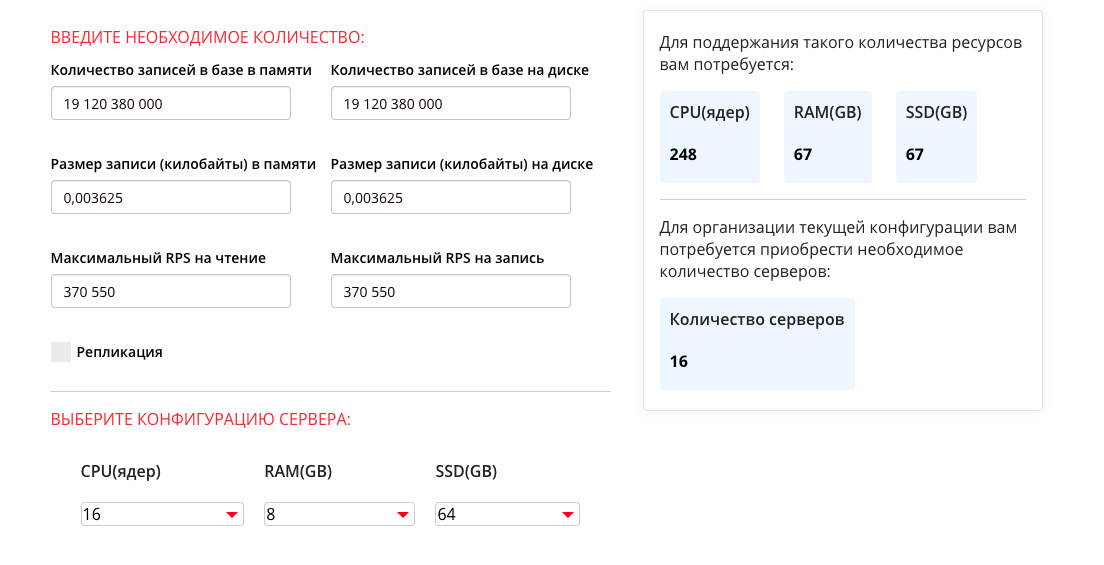 ВВЕДИТЕ НЕОБХОДИМОЕ КОЛИЧЕСТВО:
Количество записей в базе в памяти
Количество записей в базе на диске
19 120 380 000
19 120 380 000
Размер записи (килобайты) в памяти
Размер записи (килобайты) на диске
0,003625
0,003625
Максимальный RPS на чтение
Максимальный RPS на запись
370 550
370 550
Репликация
ВЫБЕРИТЕ КОНФИГУРАЦИЮ СЕРВЕРА:
CPU(ядер)
RAM(GB)
SSD(GB)
16
8
64
Для поддержания такого количества ресурсов
вам потребуется:
CPU(ядер)
RAM(GB)
SSD(GB)
248
67
67
Для организации текущей конфигурации вам
потребуется приобрести необходимое
количество серверов:
Количество серверов
16